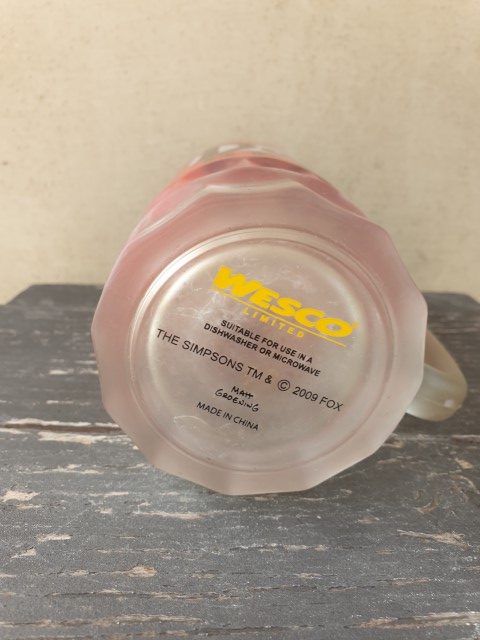 WESCO
LIMITED
SUITABLE FOR USE IN A
DISHWASHER OR MICROWAVE
THE SIMPSONS TM & © 2009 FOX
MATT
GROENING
MADE IN CHINA